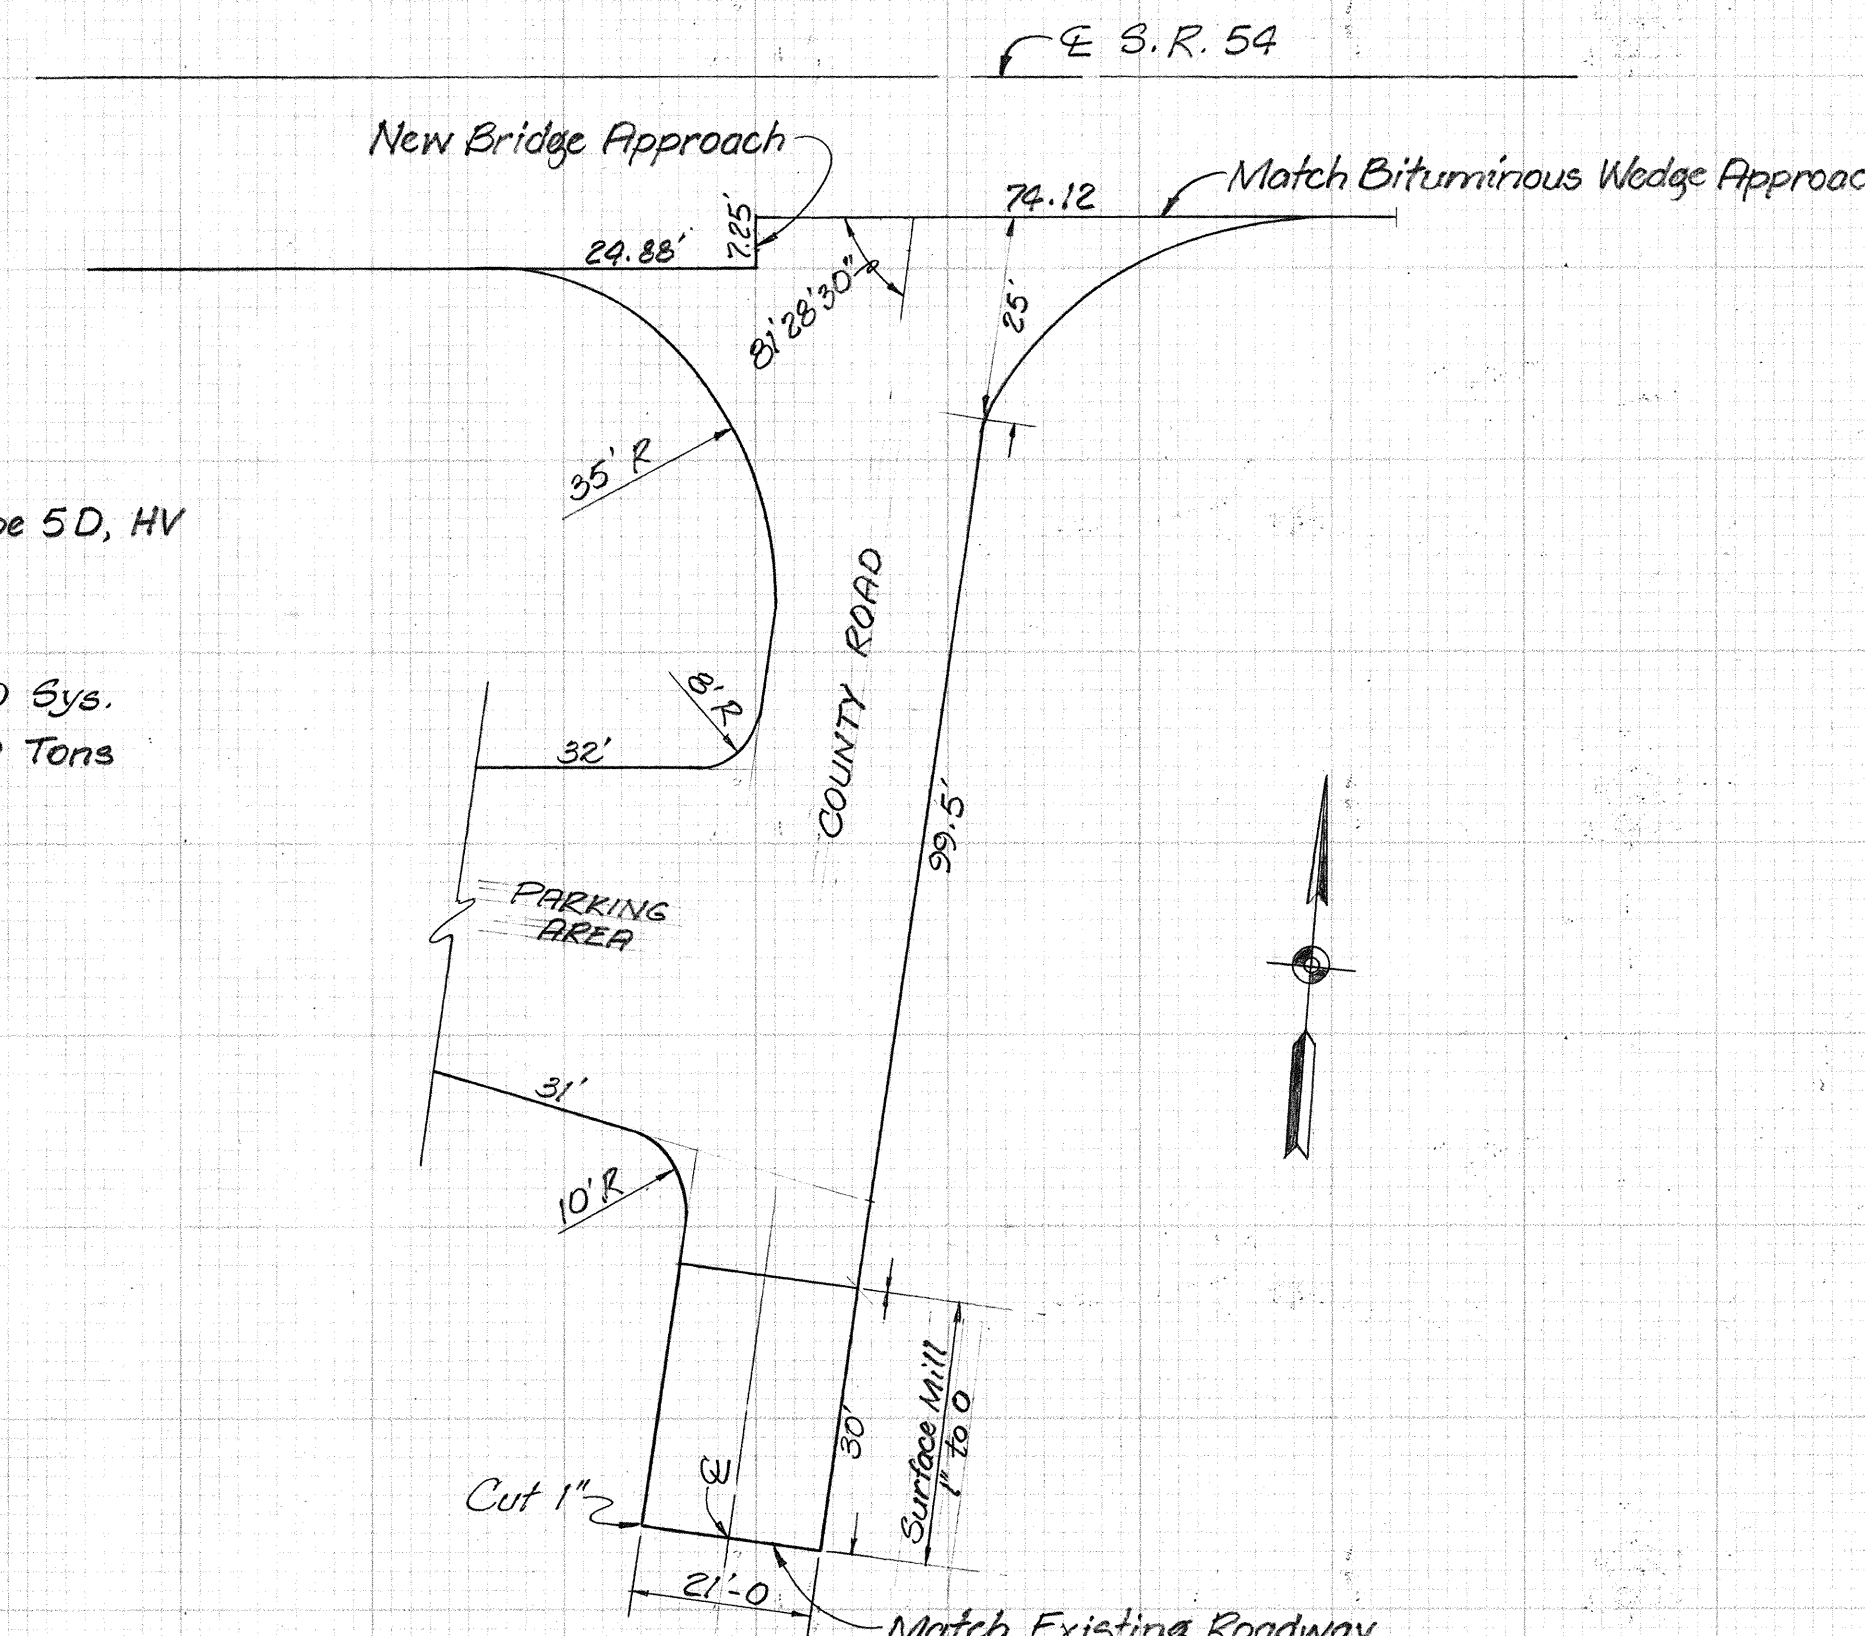 ℄ S.R. 54
New Bridge Approach
Match Bituminous Wedge Approac
74.12
7.25'
24.88'
81°28'30"
25'
35' R
5D, HV
COUNTY ROAD
8' R
Sys.
32'
Tons
99.5'
PARKING
AREA
31'
10' R
Surface Mill
1" to 0
30'
℄
Cut 1"
21'-0
Match Existing Roadway